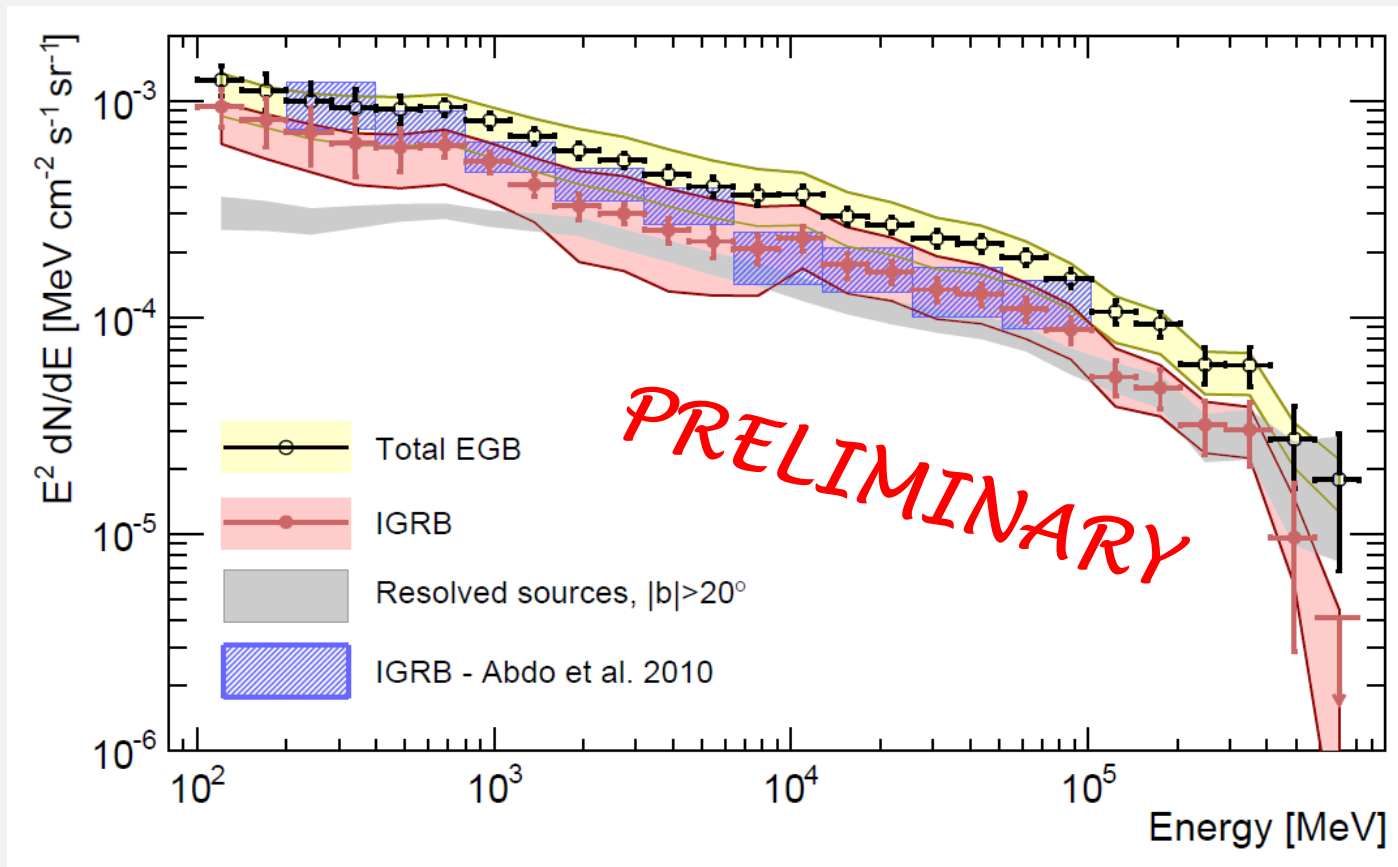 E² dN/dE [MeV cm⁻² s⁻¹ sr⁻¹]
10⁻³
10⁻⁴
10⁻⁵
10⁻⁶
Total EGB
IGRB
Resolved sources, |b|>20°
IGRB - Abdo et al. 2010
PRELIMINARY
10² 10³ 10⁴ 10⁵
Energy [MeV]